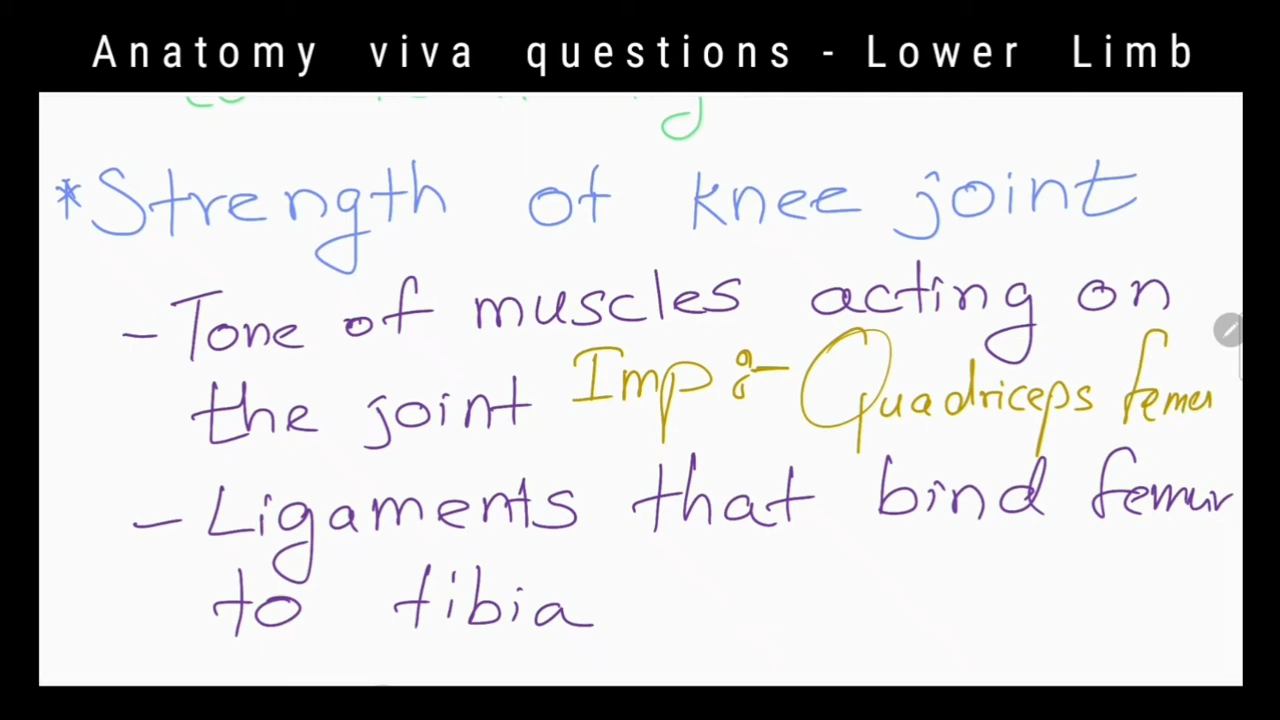 Anatomy viva questions - Lower Limb
*Strength of knee joint
- Tone of muscles acting on
the joint Imp :- Quadriceps femur
- Ligaments that bind femur
to tibia